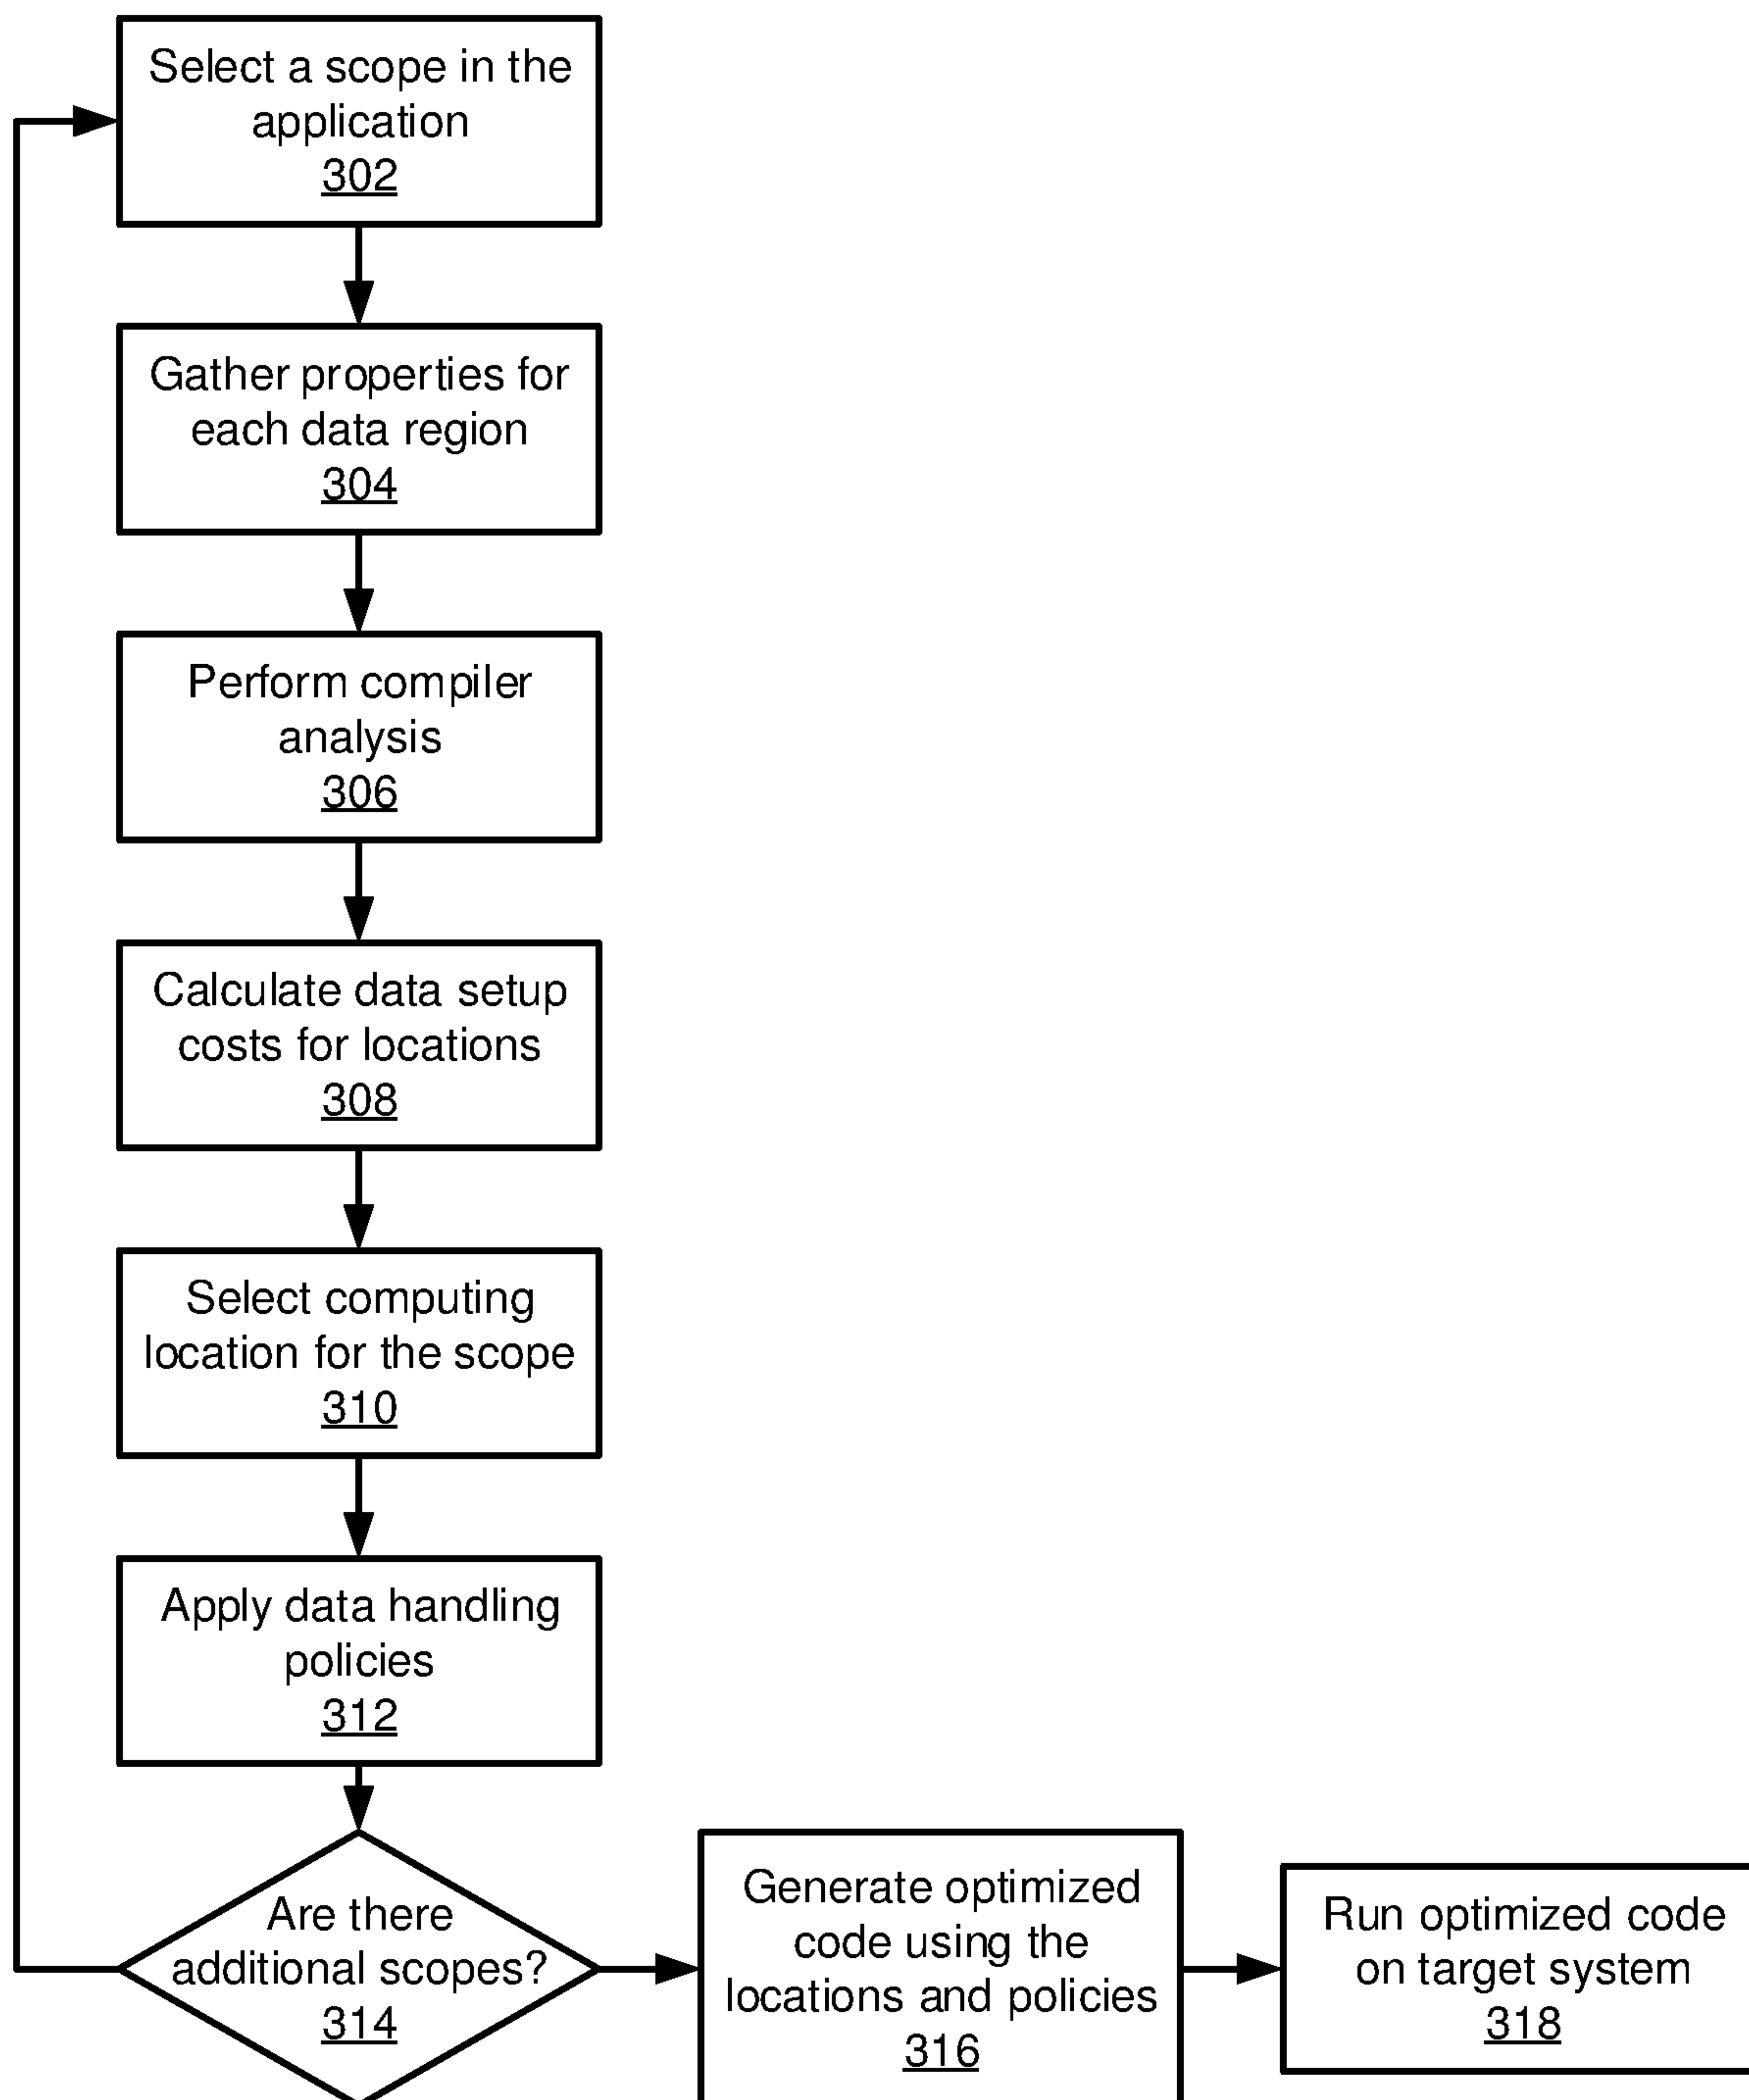 Select a scope in the
application
302
Gather properties for
each data region
304
Perform compiler
analysis
306
Calculate data setup
costs for locations
308
Select computing
location for the scope
310
Apply data handling
policies
312
Are there
additional scopes?
314
Generate optimized
code using the
locations and policies
316
Run optimized code
on target system
318